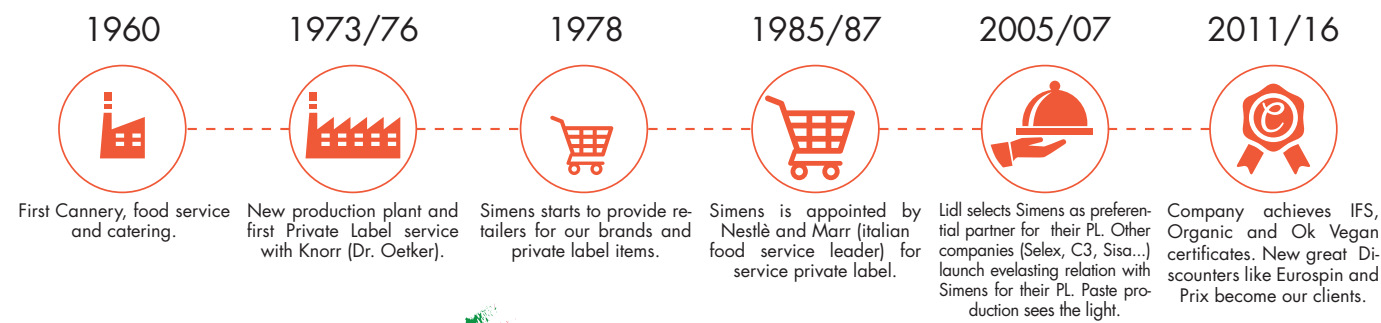 1960
First Cannery, food service
and catering.
1973/76
New production plant and
first Private Label service
with Knorr (Dr. Oetker).
1978
Simens starts to provide re-
tailers for our brands and
private label items.
1985/87
Simens is appointed by
Nestlè and Marr (italian
food service leader) for
service private label.
2005/07
Lidl selects Simens as preferen-
tial partner for their PL. Other
companies (Selex, C3, Sisa...)
launch evelasting relation with
Simens for their PL. Paste pro-
duction sees the light.
2011/16
Company achieves IFS,
Organic and Ok Vegan
certificates. New great Di-
scounters like Eurospin and
Prix become our clients.